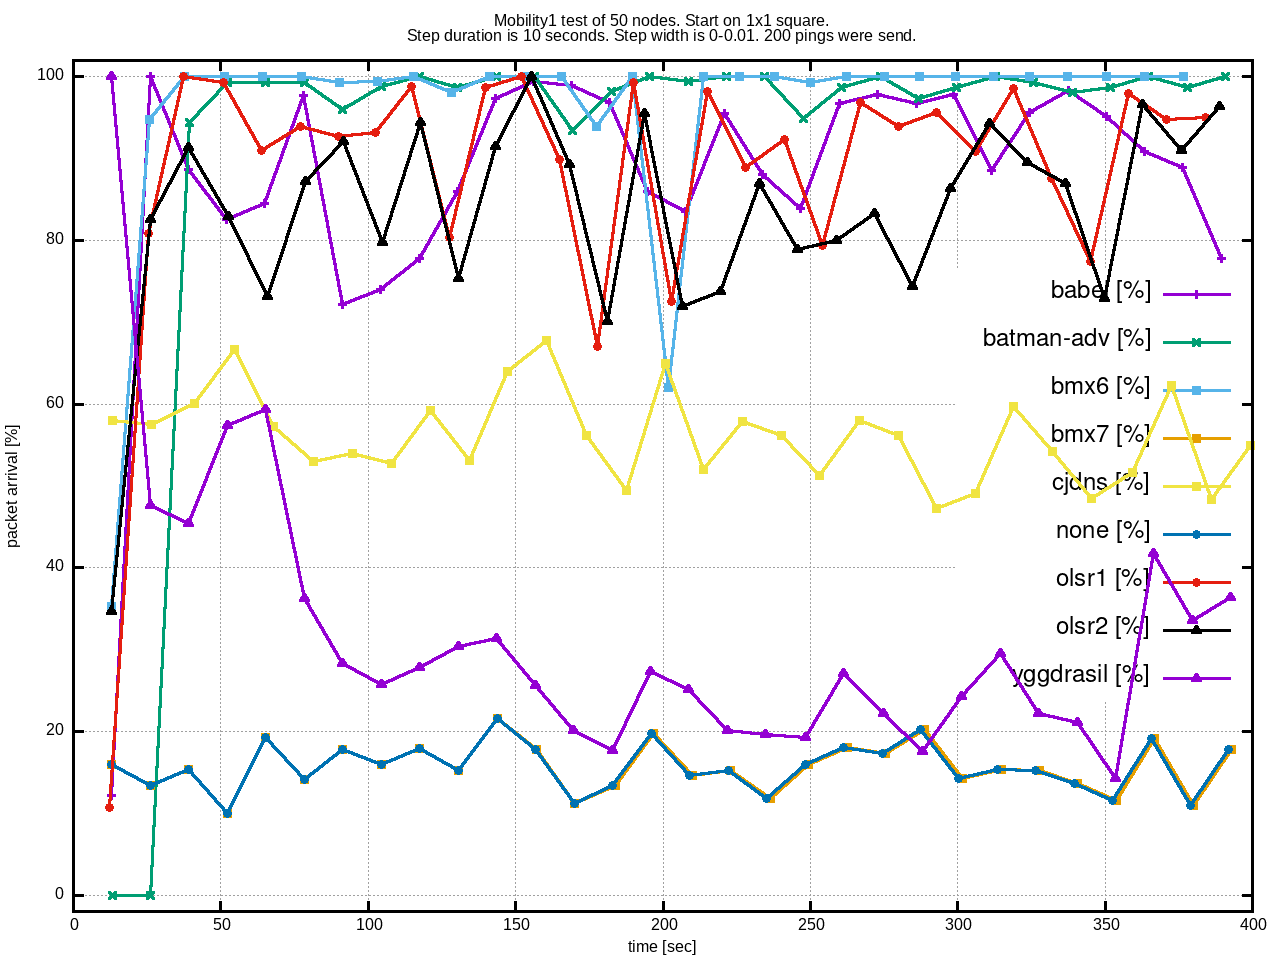 Mobility1 test of 50 nodes. Start on 1x1 square.
Step duration is 10 seconds. Step width is 0-0.01. 200 pings were send.
100
80
60
40
20
0
packet arrival [%]
babel [%]
batman-adv [%]
bmx6 [%]
bmx7 [%]
cjdns [%]
none [%]
olsr1 [%]
olsr2 [%]
yggdrasil [%]
0 50 100 150 200 250 300 350 400
time [sec]